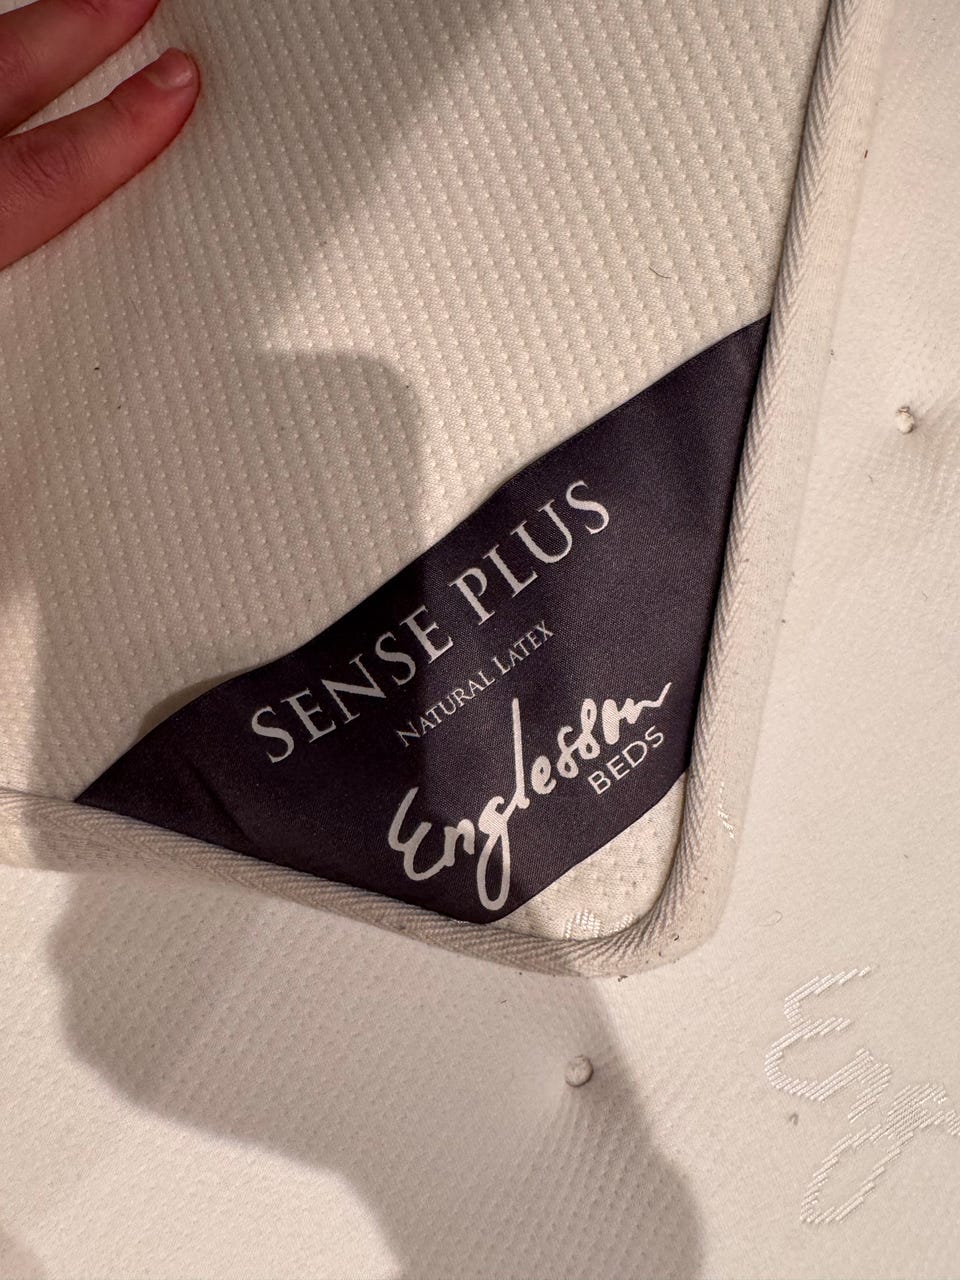 SENSE PLUS
NATURAL LATEX
Englesson
BEDS